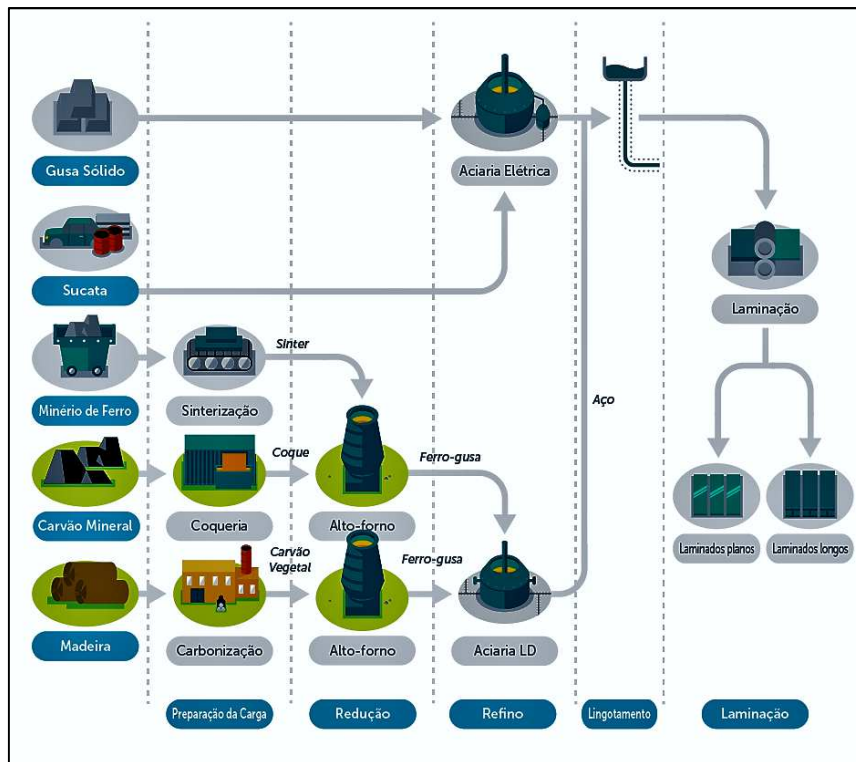 Gusa Sólido
Aciaria Elétrica
Sucata
Laminação
Minério de Ferro
Sinterização
Sinter
Aço
Carvão Mineral
Coqueria
Coque
Alto-forno
Ferro-gusa
Laminados planos
Laminados longos
Madeira
Carbonização
Carvão
Vegetal
Alto-forno
Ferro-gusa
Aciaria LD
Preparação da Carga
Redução
Refino
Lingotamento
Laminação